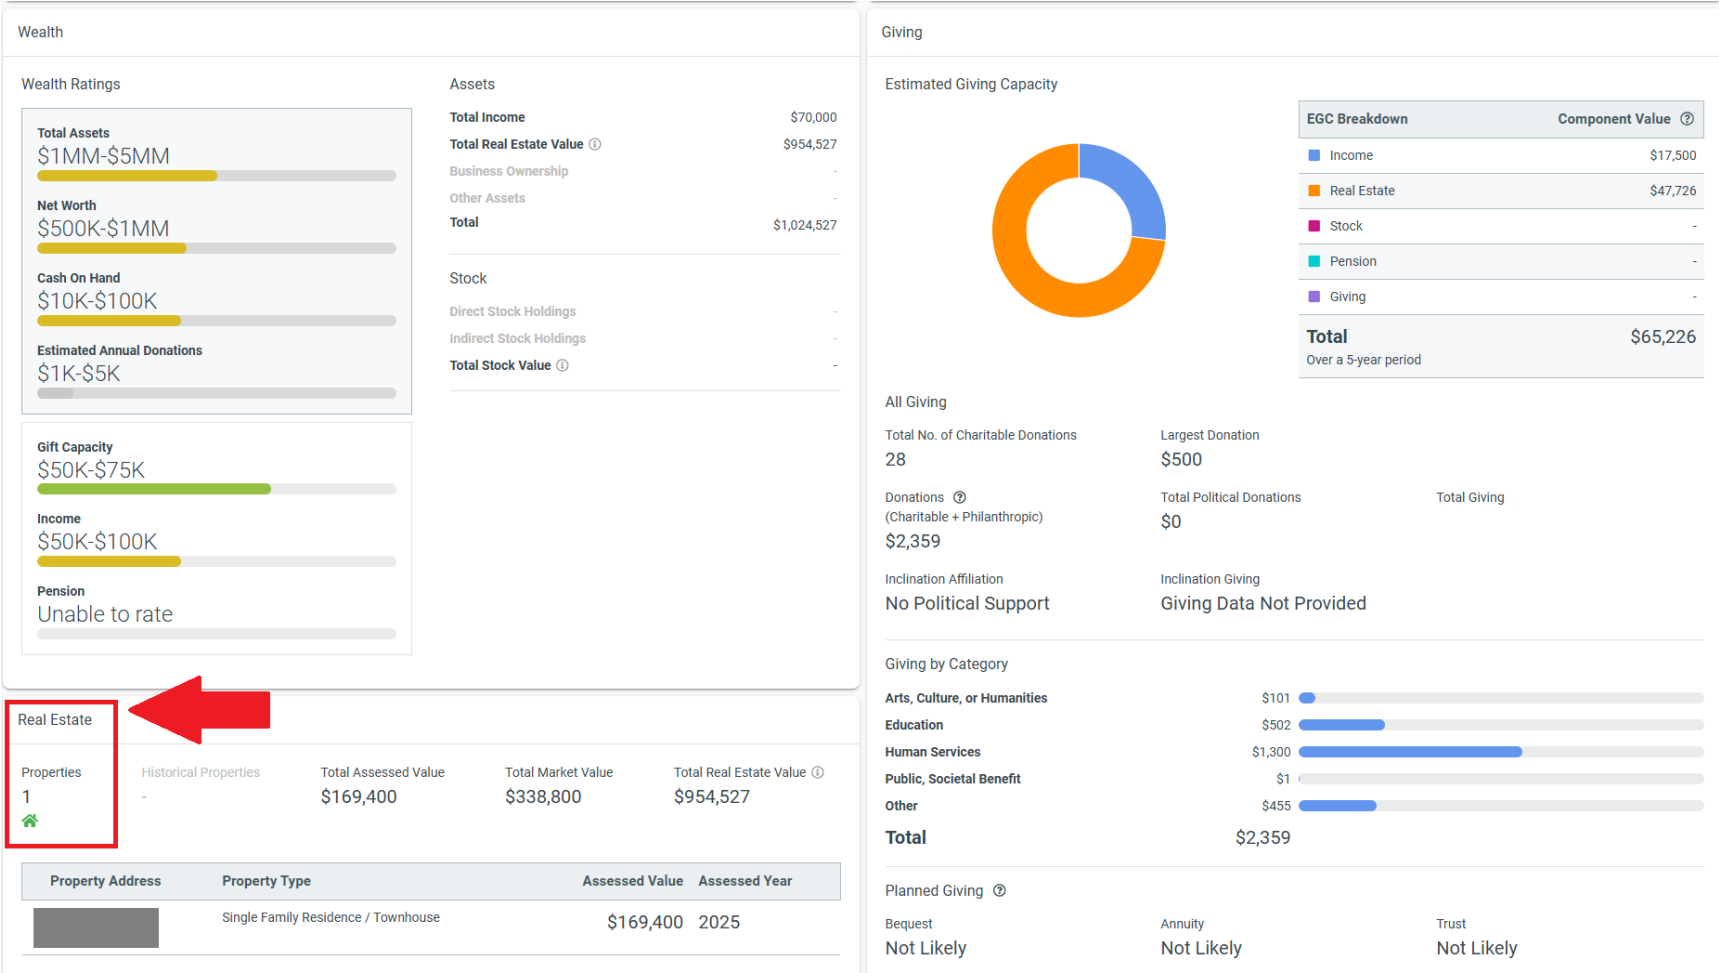 Wealth
Wealth Ratings
Total Assets
$1MM-$5MM
Net Worth
$500K-$1MM
Cash On Hand
$10K-$100K
Estimated Annual Donations
$1K-$5K
Gift Capacity
$50K-$75K
Income
$50K-$100K
Pension
Unable to rate
Assets
Total Income $70,000
Total Real Estate Value $954,527
Business Ownership -
Other Assets -
Total $1,024,527
Stock
Direct Stock Holdings -
Indirect Stock Holdings -
Total Stock Value -
Real Estate
Properties Historical Properties Total Assessed Value Total Market Value Total Real Estate Value
1 - $169,400 $338,800 $954,527
Property Address Property Type Assessed Value Assessed Year
Single Family Residence / Townhouse $169,400 2025
Giving
Estimated Giving Capacity
EGC Breakdown Component Value
Income $17,500
Real Estate $47,726
Stock -
Pension -
Giving -
Total $65,226
Over a 5-year period
All Giving
Total No. of Charitable Donations Largest Donation
28 $500
Donations Total Political Donations Total Giving
(Charitable + Philanthropic) $0
$2,359
Inclination Affiliation Inclination Giving
No Political Support Giving Data Not Provided
Giving by Category
Arts, Culture, or Humanities $101
Education $502
Human Services $1,300
Public, Societal Benefit $1
Other $455
Total $2,359
Planned Giving
Bequest Annuity Trust
Not Likely Not Likely Not Likely